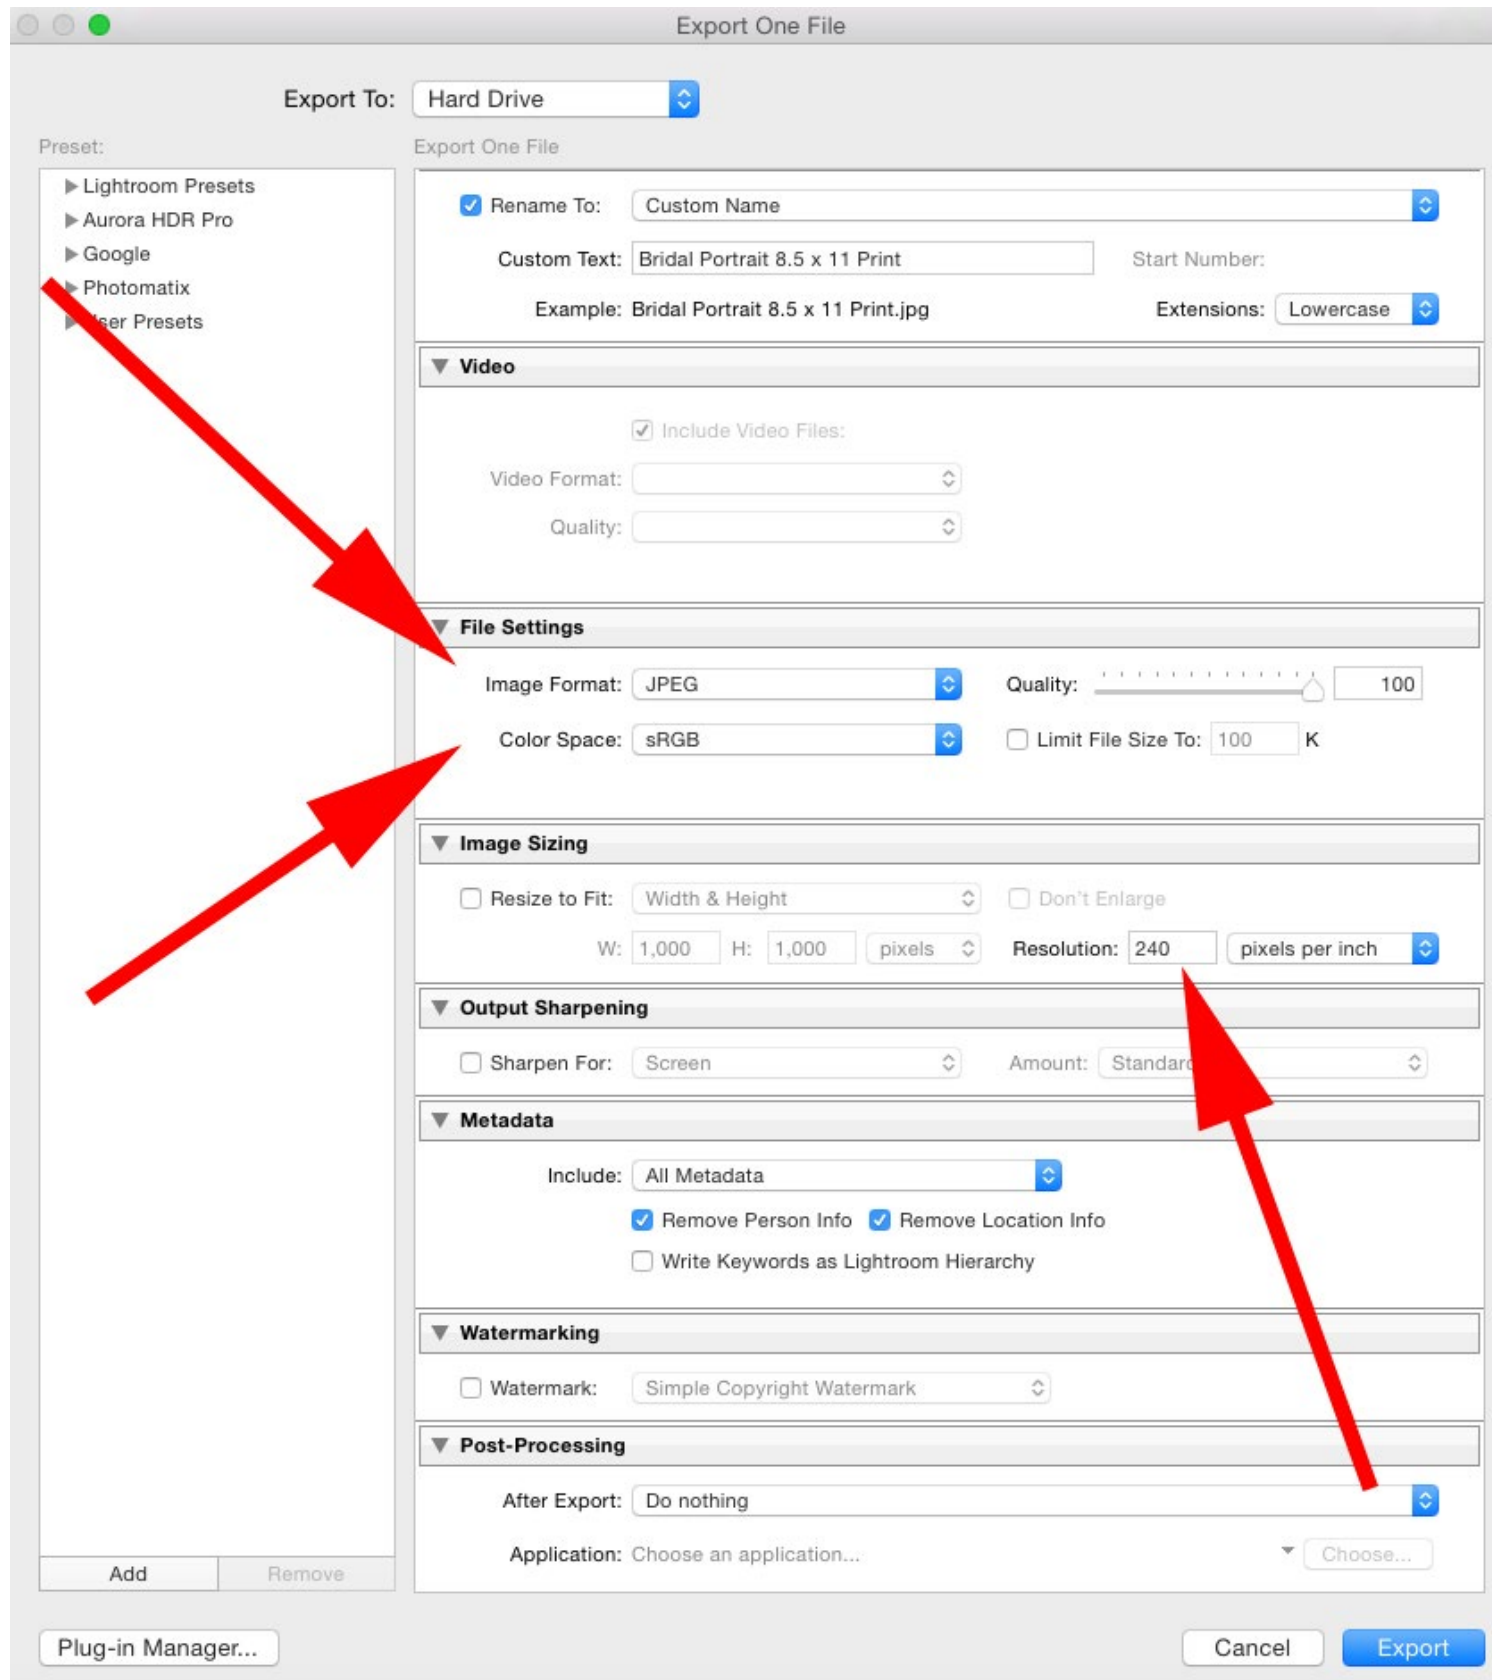 Export One File
Export To: Hard Drive
Preset:
Lightroom Presets
Aurora HDR Pro
Google
Photomatix
User Presets
Add Remove
Export One File
Rename To: Custom Name
Custom Text: Bridal Portrait 8.5 x 11 Print Start Number:
Example: Bridal Portrait 8.5 x 11 Print.jpg Extensions: Lowercase
Video
Include Video Files:
Video Format:
Quality:
File Settings
Image Format: JPEG Quality: 100
Color Space: sRGB Limit File Size To: 100 K
Image Sizing
Resize to Fit: Width & Height Don't Enlarge
W: 1,000 H: 1,000 pixels Resolution: 240 pixels per inch
Output Sharpening
Sharpen For: Screen Amount: Standard
Metadata
Include: All Metadata
Remove Person Info Remove Location Info
Write Keywords as Lightroom Hierarchy
Watermarking
Watermark: Simple Copyright Watermark
Post-Processing
After Export: Do nothing
Application: Choose an application... Choose...
Plug-in Manager... Cancel Export